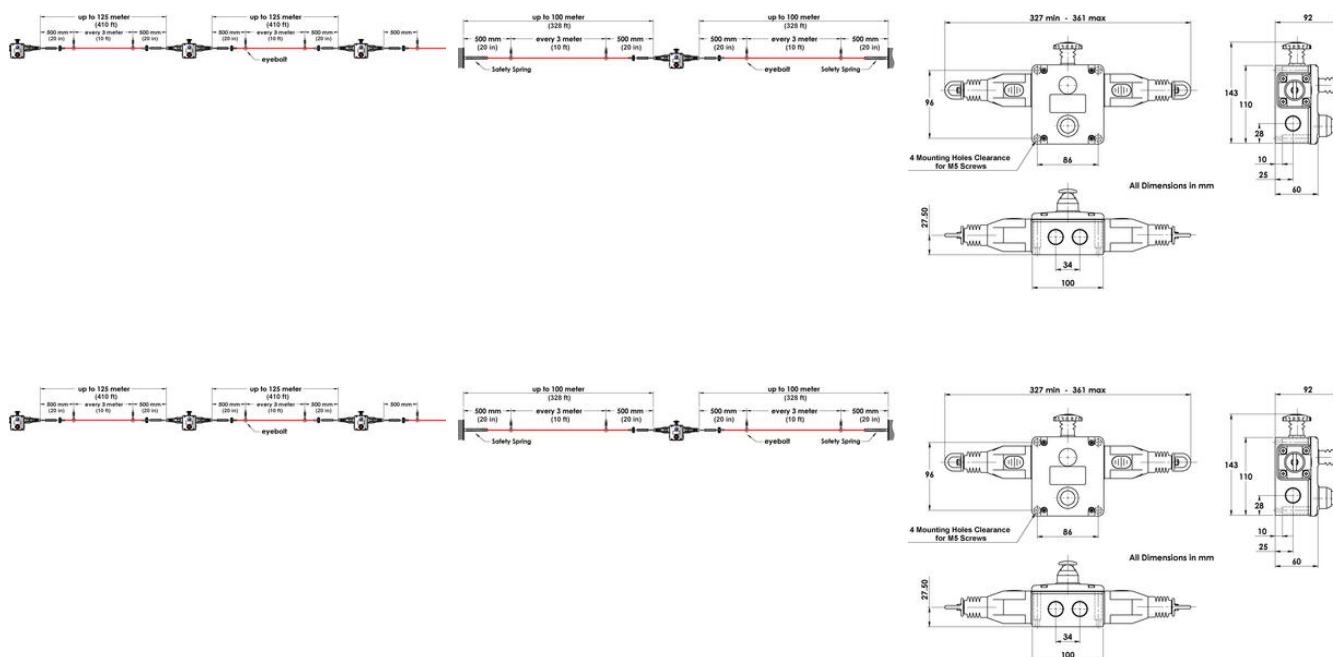 up to 125 meter
(410 ft)
500 mm
(20 in)
every 3 meter
(10 ft)
500 mm
(20 in)
up to 125 meter
(410 ft)
500 mm
(20 in)
every 3 meter
(10 ft)
500 mm
(20 in)
500 mm
(20 in)
eyebolt
up to 100 meter
(328 ft)
500 mm
(20 in)
every 3 meter
(10 ft)
500 mm
(20 in)
Safety Spring
up to 100 meter
(328 ft)
500 mm
(20 in)
every 3 meter
(10 ft)
500 mm
(20 in)
eyebolt
Safety Spring
327 min - 361 max
96
86
4 Mounting Holes Clearance
for M5 Screws
92
143
110
28
10
25
60
All Dimensions in mm
27.50
34
100
up to 125 meter
(410 ft)
500 mm
(20 in)
every 3 meter
(10 ft)
500 mm
(20 in)
up to 125 meter
(410 ft)
500 mm
(20 in)
every 3 meter
(10 ft)
500 mm
(20 in)
500 mm
(20 in)
eyebolt
up to 100 meter
(328 ft)
500 mm
(20 in)
every 3 meter
(10 ft)
500 mm
(20 in)
Safety Spring
up to 100 meter
(328 ft)
500 mm
(20 in)
every 3 meter
(10 ft)
500 mm
(20 in)
eyebolt
Safety Spring
327 min - 361 max
96
86
4 Mounting Holes Clearance
for M5 Screws
92
143
110
28
10
25
60
All Dimensions in mm
27.50
34
100